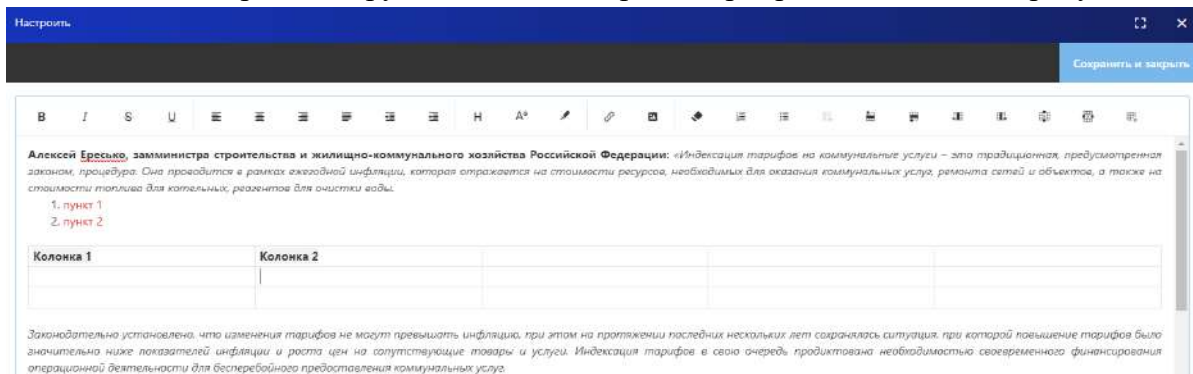 Настроить
Сохранить и закрыть
B I S U H
Алексей Ересько, замминистра строительства и жилищно-коммунального хозяйства Российской Федерации: «Индексация тарифов на коммунальные услуги – это традиционная, предусмотренная
законом, процедура. Она проводится в рамках ежегодной инфляции, которая отражается на стоимости ресурсов, необходимых для оказания коммунальных услуг, ремонта сетей и объектов, а также на
стоимости топлива для котельных, реагентов для очистки воды.
1. пункт 1
2. пункт 2
Колонка 1 Колонка 2
Законодательно установлено, что изменения тарифов не могут превышать инфляцию, при этом на протяжении последних нескольких лет сохранялась ситуация, при которой повышение тарифов было
значительно ниже показателей инфляции и роста цен на сопутствующие товары и услуги. Индексация тарифов в свою очередь продиктована необходимостью своевременного финансирования
операционной деятельности для бесперебойного предоставления коммунальных услуг.